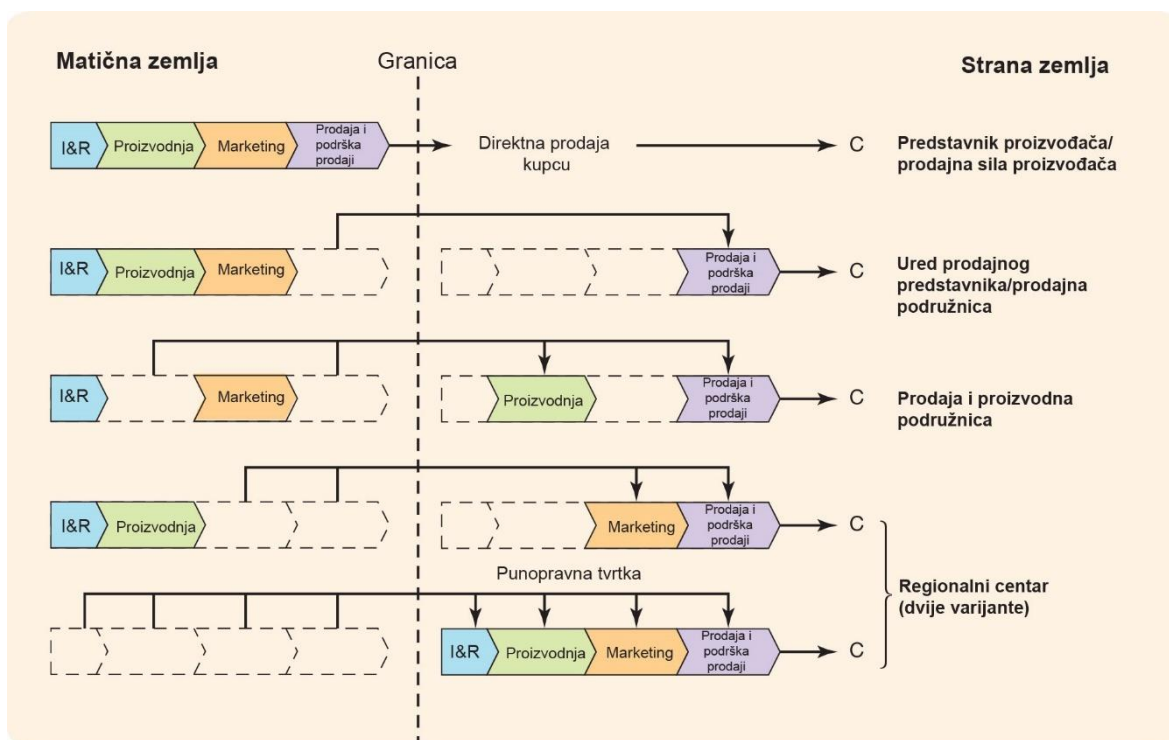 Matična zemlja
Granica
Strana zemlja
I&R
Proizvodnja
Marketing
Prodaja i
podrška
prodaji
Direktna prodaja
kupcu
C
Predstavnik proizvođača/
prodajna sila proizvođača
I&R
Proizvodnja
Marketing
Prodaja i
podrška
prodaji
C
Ured prodajnog
predstavnika/prodajna
podružnica
I&R
Marketing
Proizvodnja
Prodaja i
podrška
prodaji
C
Prodaja i proizvodna
podružnica
I&R
Proizvodnja
Marketing
Prodaja i
podrška
prodaji
C
Regionalni centar
(dvije varijante)
Punopravna tvrtka
I&R
Proizvodnja
Marketing
Prodaja i
podrška
prodaji
C